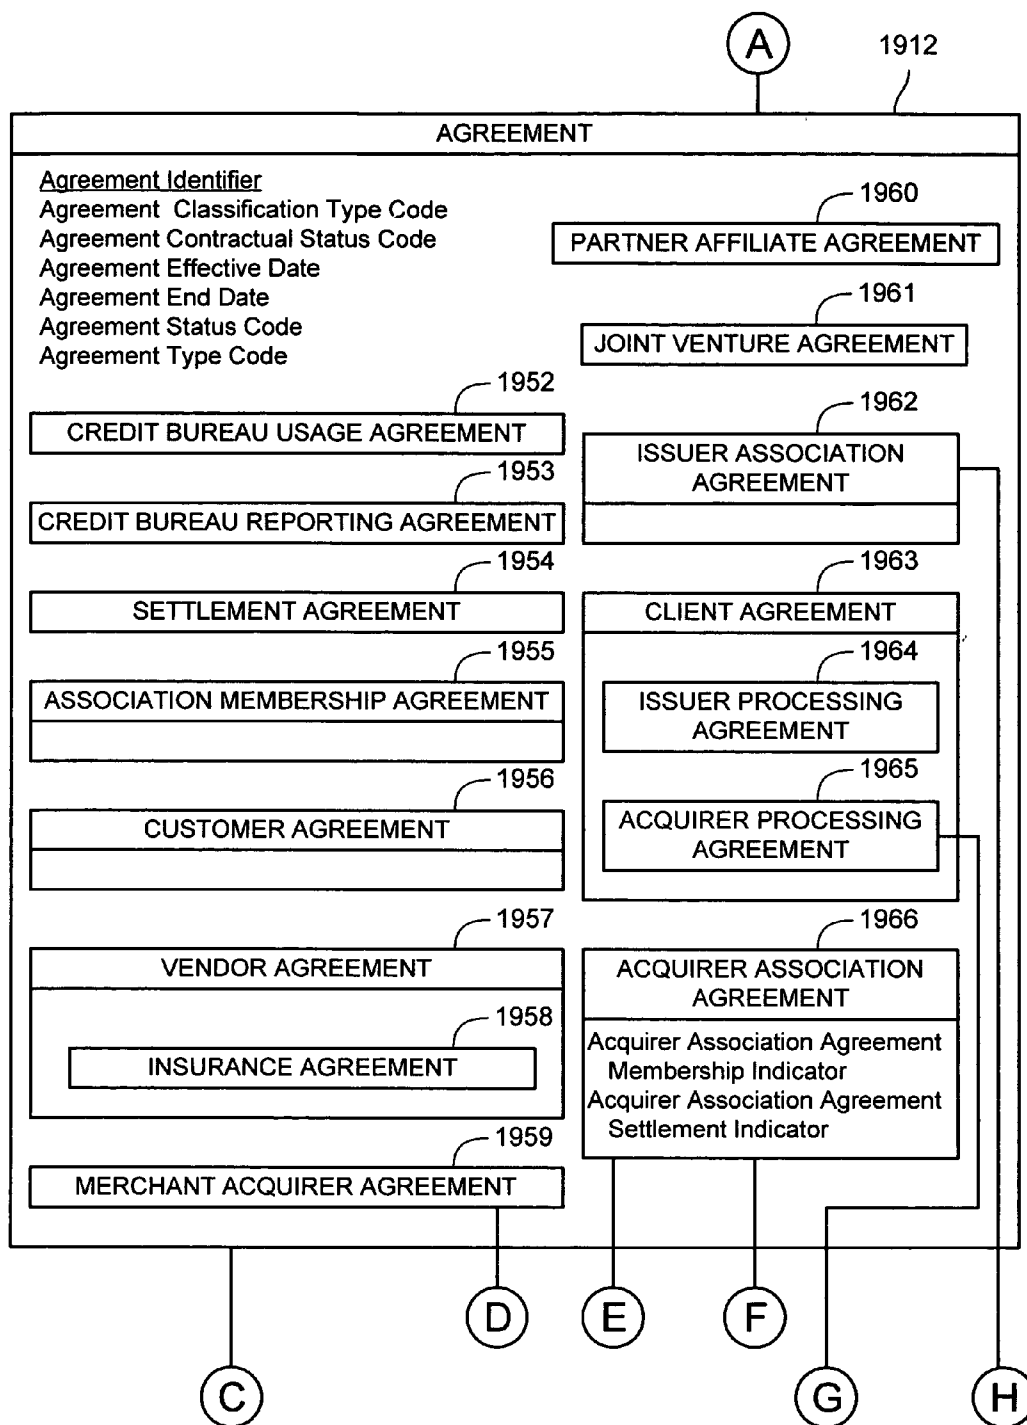 A
1912
AGREEMENT
Agreement Identifier
Agreement Classification Type Code
Agreement Contractual Status Code
Agreement Effective Date
Agreement End Date
Agreement Status Code
Agreement Type Code
1960
PARTNER AFFILIATE AGREEMENT
1961
JOINT VENTURE AGREEMENT
1952
CREDIT BUREAU USAGE AGREEMENT
1953
CREDIT BUREAU REPORTING AGREEMENT
1954
SETTLEMENT AGREEMENT
1955
ASSOCIATION MEMBERSHIP AGREEMENT
1956
CUSTOMER AGREEMENT
1957
VENDOR AGREEMENT
1958
INSURANCE AGREEMENT
1959
MERCHANT ACQUIRER AGREEMENT
1962
ISSUER ASSOCIATION
AGREEMENT
1963
CLIENT AGREEMENT
1964
ISSUER PROCESSING
AGREEMENT
1965
ACQUIRER PROCESSING
AGREEMENT
1966
ACQUIRER ASSOCIATION
AGREEMENT
Acquirer Association Agreement
Membership Indicator
Acquirer Association Agreement
Settlement Indicator
D
E
F
C
G
H